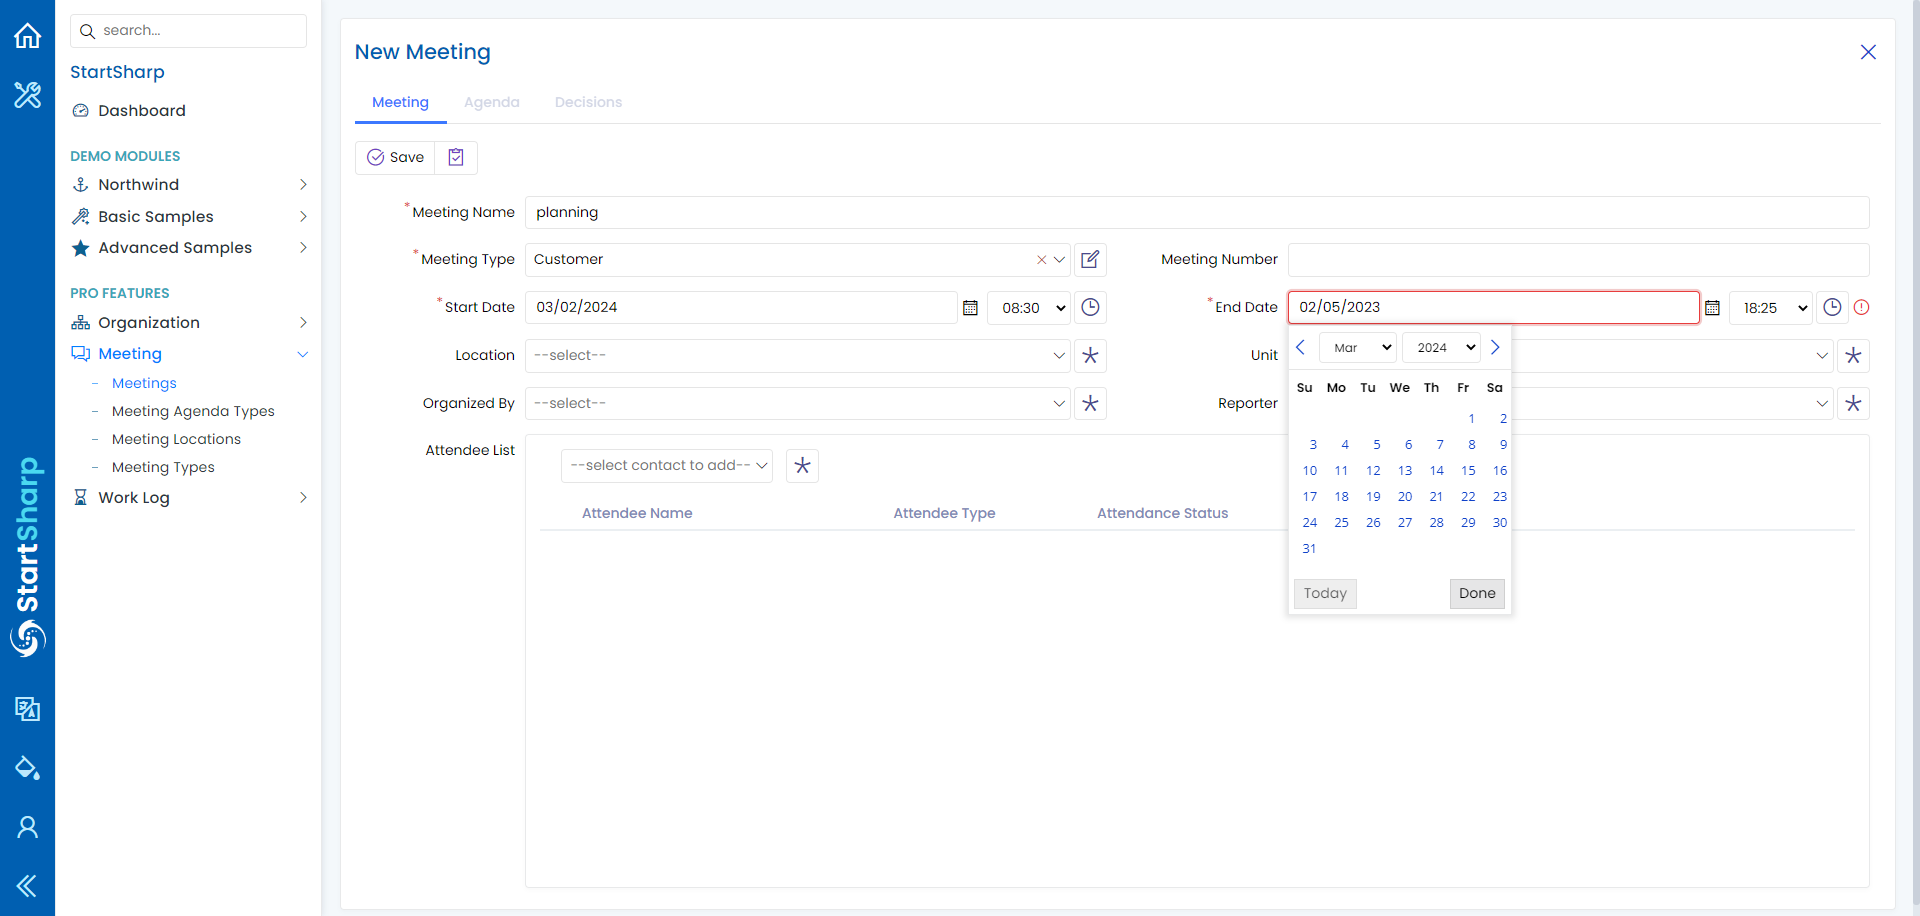 search...
StartSharp
Dashboard
DEMO MODULES
Northwind
Basic Samples
Advanced Samples
PRO FEATURES
Organization
Meeting
- Meetings
- Meeting Agenda Types
- Meeting Locations
- Meeting Types
Work Log
StartSharp
New Meeting
Meeting Agenda Decisions
Save
* Meeting Name planning
* Meeting Type Customer
Meeting Number
* Start Date 03/02/2024 08:30
* End Date 02/05/2023 18:25
Location --select--
Unit
Organized By --select--
Reporter
Attendee List
--select contact to add--
Attendee Name Attendee Type Attendance Status
Mar 2024
Su Mo Tu We Th Fr Sa
1 2
3 4 5 6 7 8 9
10 11 12 13 14 15 16
17 18 19 20 21 22 23
24 25 26 27 28 29 30
31
Today Done